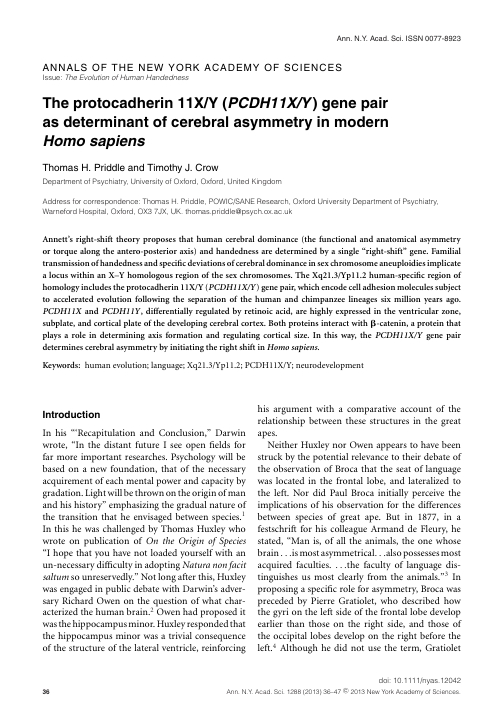 Ann. N.Y. Acad. Sci. ISSN 0077-8923
ANNALS OF THE NEW YORK ACADEMY OF SCIENCES
Issue: The Evolution of Human Handedness
The protocadherin 11X/Y (PCDH11X/Y) gene pair
as determinant of cerebral asymmetry in modern
Homo sapiens
Thomas H. Priddle and Timothy J. Crow
Department of Psychiatry, University of Oxford, Oxford, United Kingdom
Address for correspondence: Thomas H. Priddle, POWIC/SANE Research, Oxford University Department of Psychiatry,
Warneford Hospital, Oxford, OX3 7JX, UK. thomas.priddle@psych.ox.ac.uk
Annett's right-shift theory proposes that human cerebral dominance (the functional and anatomical asymmetry
or torque along the antero-posterior axis) and handedness are determined by a single "right-shift" gene. Familial
transmission of handedness and specific deviations of cerebral dominance in sex chromosome aneuploidies implicate
a locus within an X–Y homologous region of the sex chromosomes. The Xq21.3/Yp11.2 human-specific region of
homology includes the protocadherin 11X/Y (PCDH11X/Y) gene pair, which encode cell adhesion molecules subject
to accelerated evolution following the separation of the human and chimpanzee lineages six million years ago.
PCDH11X and PCDH11Y, differentially regulated by retinoic acid, are highly expressed in the ventricular zone,
subplate, and cortical plate of the developing cerebral cortex. Both proteins interact with β-catenin, a protein that
plays a role in determining axis formation and regulating cortical size. In this way, the PCDH11X/Y gene pair
determines cerebral asymmetry by initiating the right shift in Homo sapiens.
Keywords: human evolution; language; Xq21.3/Yp11.2; PCDH11X/Y; neurodevelopment
Introduction
In his "'Recapitulation and Conclusion," Darwin
wrote, "In the distant future I see open fields for
far more important researches. Psychology will be
based on a new foundation, that of the necessary
acquirement of each mental power and capacity by
gradation. Light will be thrown on the origin of man
and his history" emphasizing the gradual nature of
the transition that he envisaged between species.1
In this he was challenged by Thomas Huxley who
wrote on publication of On the Origin of Species
"I hope that you have not loaded yourself with an
un-necessary difficulty in adopting Natura non facit
saltum so unreservedly." Not long after this, Huxley
was engaged in public debate with Darwin's adver-
sary Richard Owen on the question of what char-
acterized the human brain.2 Owen had proposed it
was the hippocampus minor. Huxley responded that
the hippocampus minor was a trivial consequence
of the structure of the lateral ventricle, reinforcing
his argument with a comparative account of the
relationship between these structures in the great
apes.
Neither Huxley nor Owen appears to have been
struck by the potential relevance to their debate of
the observation of Broca that the seat of language
was located in the frontal lobe, and lateralized to
the left. Nor did Paul Broca initially perceive the
implications of his observation for the differences
between species of great ape. But in 1877, in a
festschrift for his colleague Armand de Fleury, he
stated, "Man is, of all the animals, the one whose
brain . . . is most asymmetrical. . . also possesses most
acquired faculties. . . . the faculty of language dis-
tinguishes us most clearly from the animals."3 In
proposing a specific role for asymmetry, Broca was
preceded by Pierre Gratiolet, who described how
the gyri on the left side of the frontal lobe develop
earlier than those on the right side, and those of
the occipital lobes develop on the right before the
left.4 Although he did not use the term, Gratiolet
doi: 10.1111/nyas.12042
36
Ann. N.Y. Acad. Sci. 1288 (2013) 36–47 © 2013 New York Academy of Sciences.